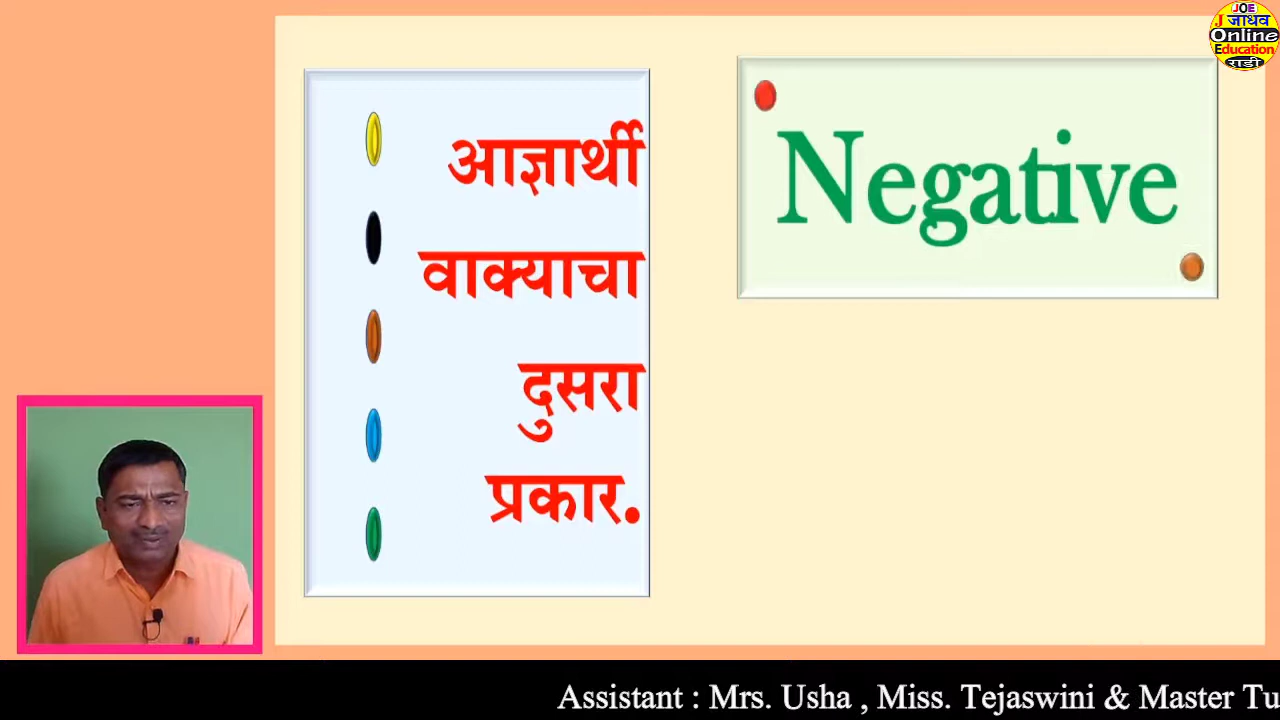 आज्ञार्थी
वाक्याचा
दुसरा
प्रकार.
Negative
JOE
J जाधव
Online
Education
राडी
Assistant : Mrs. Usha , Miss. Tejaswini & Master Tu